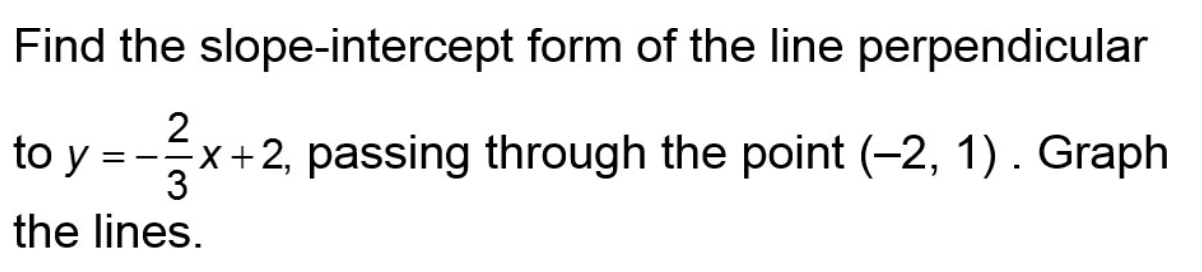 Find the slope-intercept form of the line perpendicular
to y = -2/3 x + 2, passing through the point (–2, 1) . Graph
the lines.